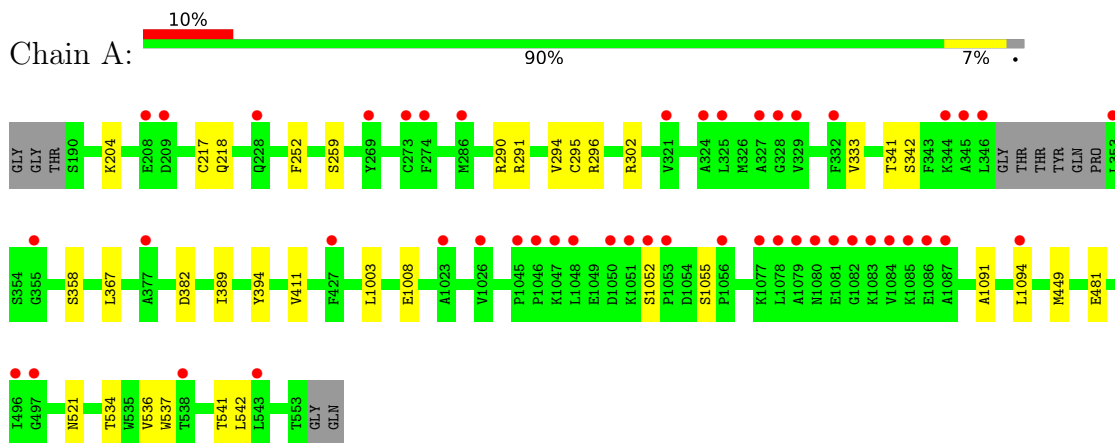 10%
Chain A:
90% 7% •
GLY GLY THR S190 K204 E208 D209 C217 Q218 Q228 F252 S259 Y269 C273 F274 M286 R290 R291 V294 C295 R296 R302 V321 A324 L325 M326 A327 G328 V329 F332 V333 T341 S342 F343 K344 A345 L346 GLY THR THR TYR GLN PRO L353
S354 G355 S358 L367 A377 D382 I389 Y394 V411 F427 L1003 E1008 A1023 V1026 P1045 P1046 K1047 L1048 E1049 D1050 K1051 S1052 P1053 D1054 S1055 P1056 K1077 L1078 A1079 N1080 E1081 G1082 K1083 V1084 K1085 E1086 A1087 A1091 L1094 M449 E481
I496 G497 N521 T534 W535 V536 W537 T538 T541 L542 L543 T553 GLY GLN